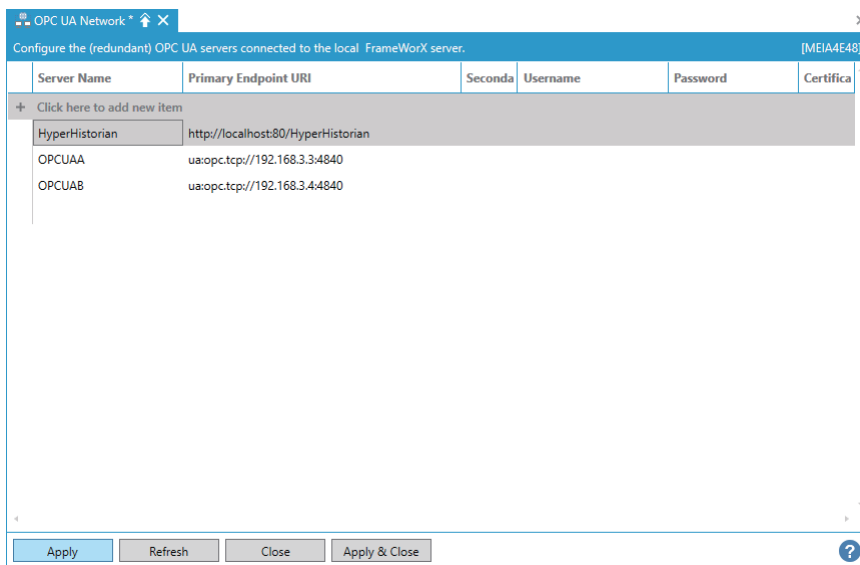 OPC UA Network *
Configure the (redundant) OPC UA servers connected to the local FrameWorX server. [MEIA4E48]
Server Name Primary Endpoint URI Seconda Username Password Certifica
+ Click here to add new item
HyperHistorian http://localhost:80/HyperHistorian
OPCUAA ua:opc.tcp://192.168.3.3:4840
OPCUAB ua:opc.tcp://192.168.3.4:4840
Apply Refresh Close Apply & Close ?